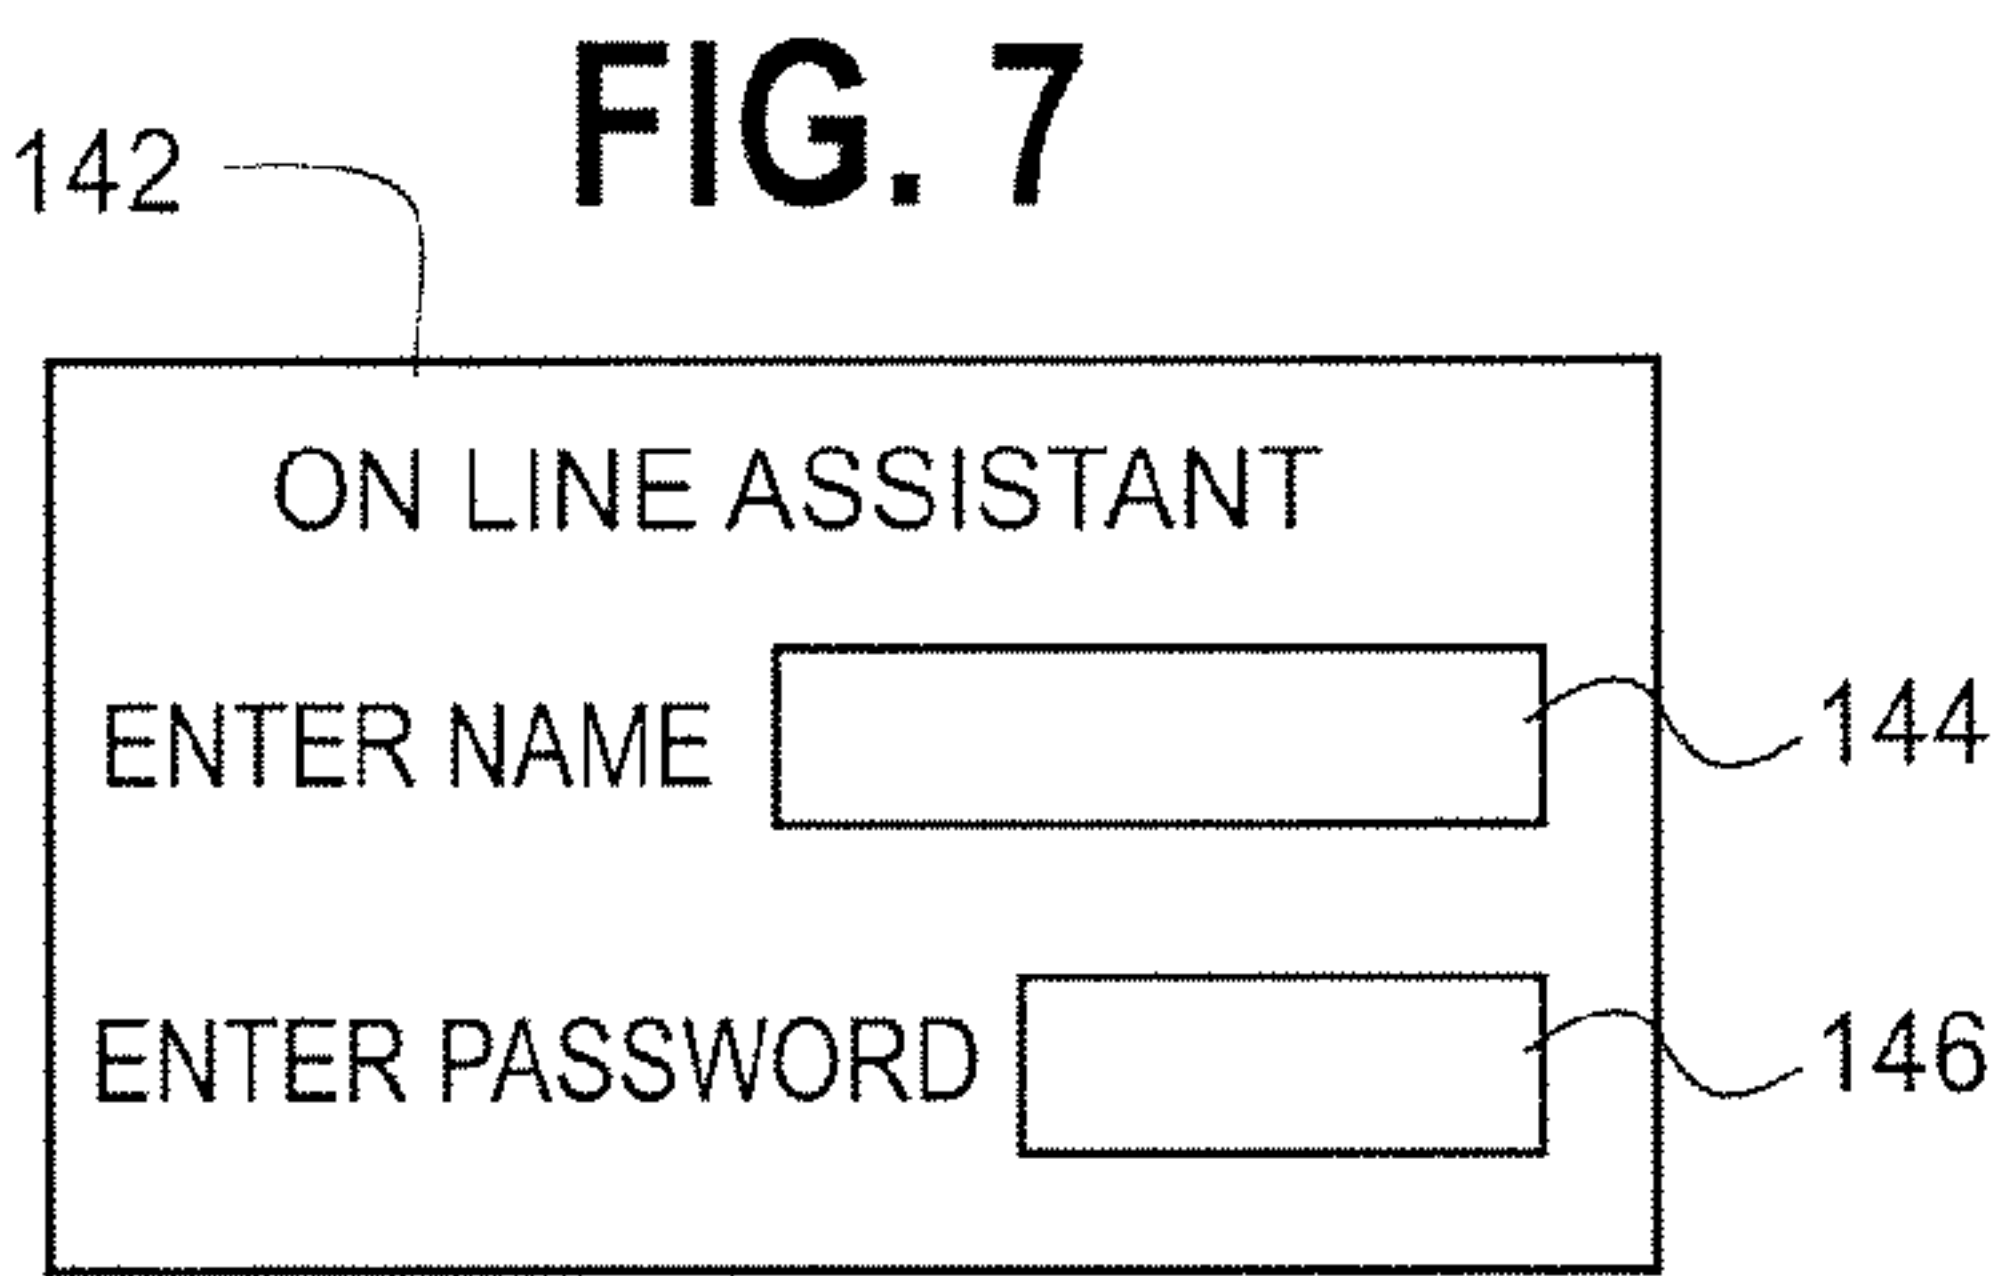 FIG. 7
142
ON LINE ASSISTANT
ENTER NAME
144
ENTER PASSWORD
146